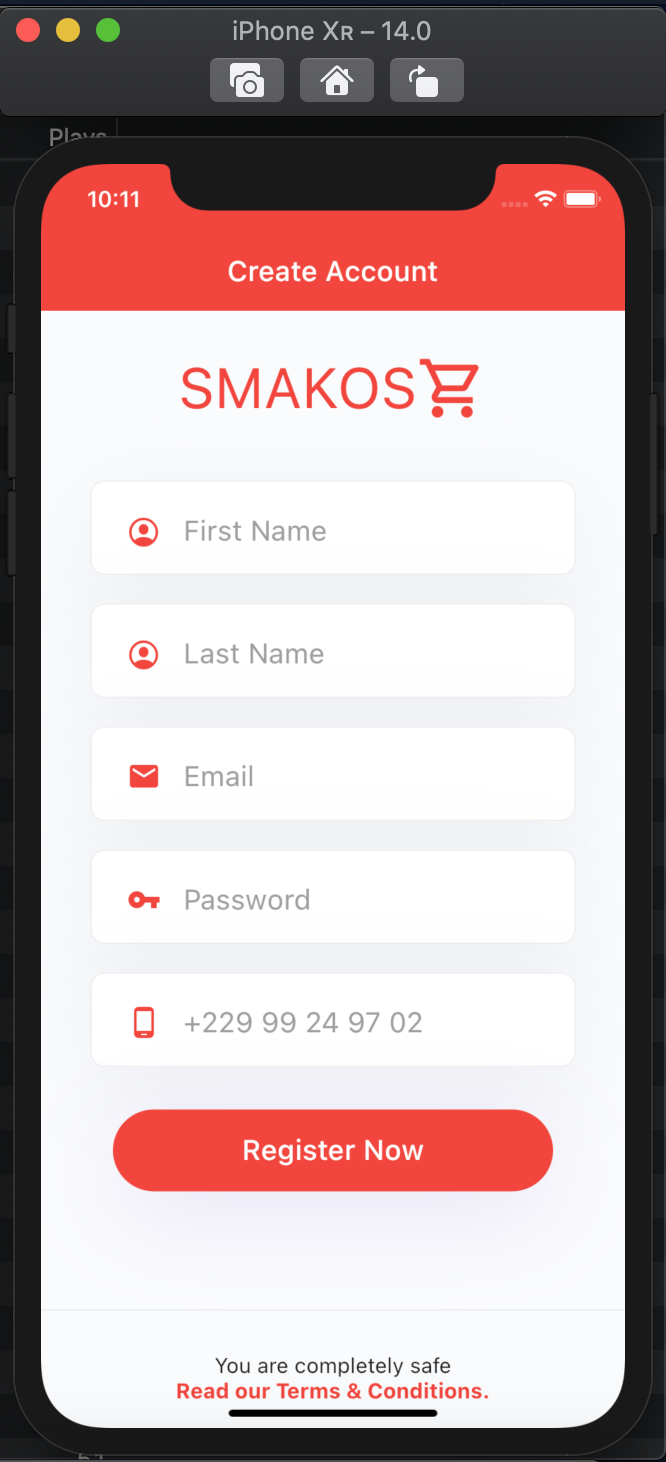 iPhone XR – 14.0
Plays
10:11
Create Account
SMAKOS
First Name
Last Name
Email
Password
+229 99 24 97 02
Register Now
You are completely safe
Read our Terms & Conditions.